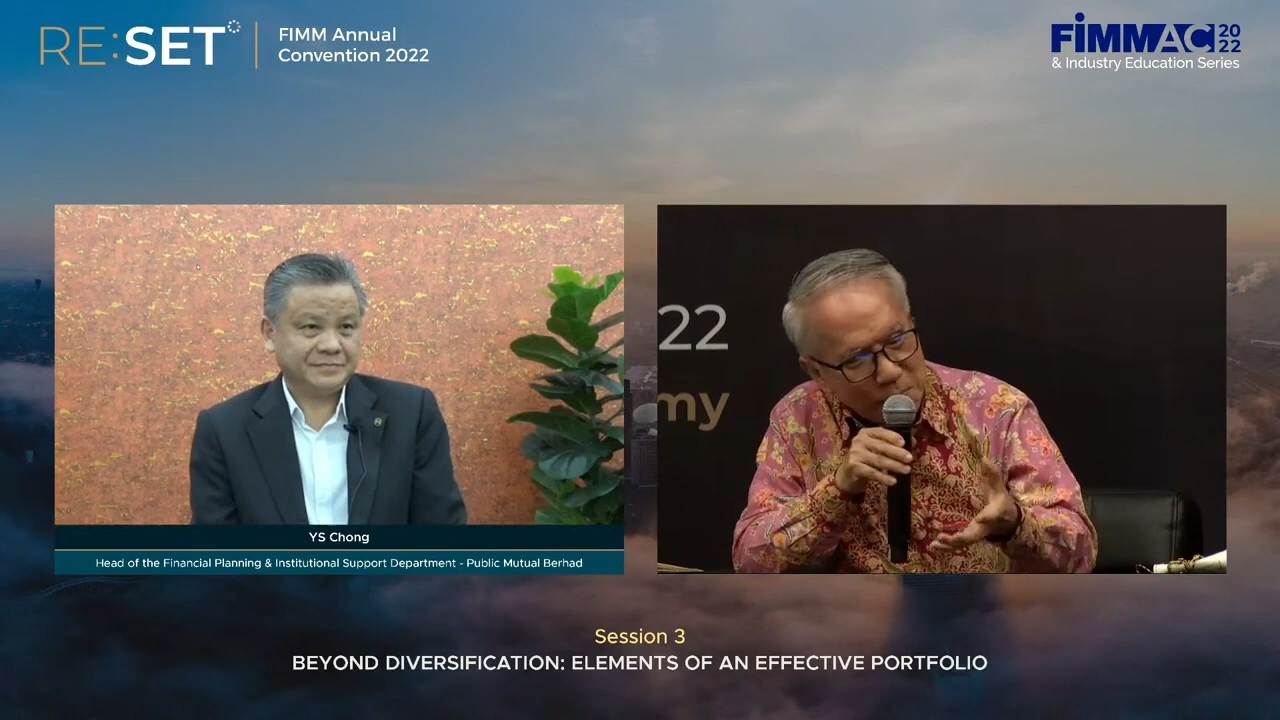 RE:SET
FIMM Annual
Convention 2022
FiMMAC 2022
& Industry Education Series
22
my
YS Chong
Head of the Financial Planning & Institutional Support Department - Public Mutual Berhad
Session 3
BEYOND DIVERSIFICATION: ELEMENTS OF AN EFFECTIVE PORTFOLIO